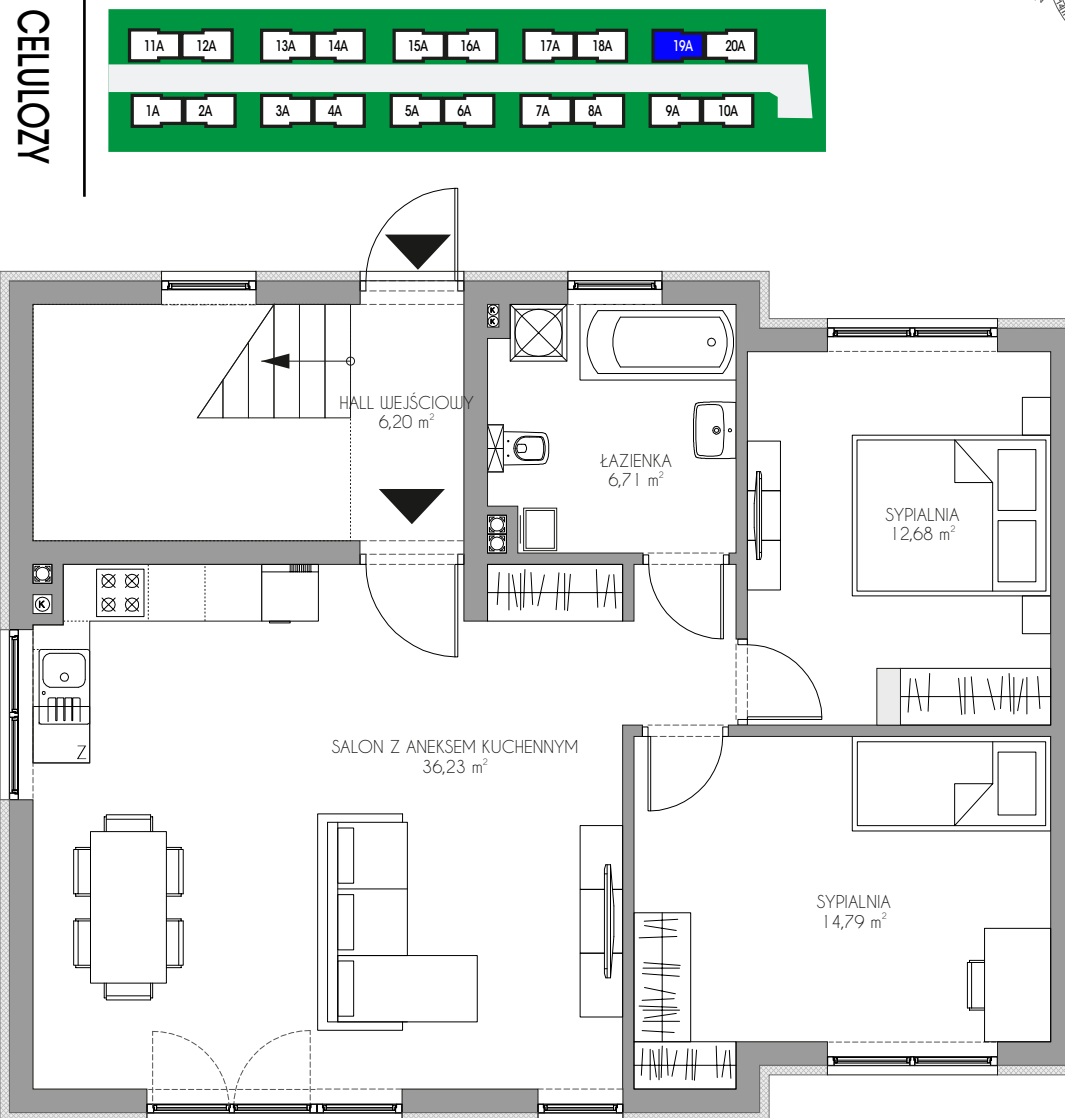 CELULOZY
11A 12A 13A 14A 15A 16A 17A 18A 19A 20A
1A 2A 3A 4A 5A 6A 7A 8A 9A 10A
HALL WEJŚCIOWY
6,20 m²
K
K
ŁAZIENKA
6,71 m²
SYPIALNIA
12,68 m²
K
Z
SALON Z ANEKSEM KUCHENNYM
36,23 m²
SYPIALNIA
14,79 m²